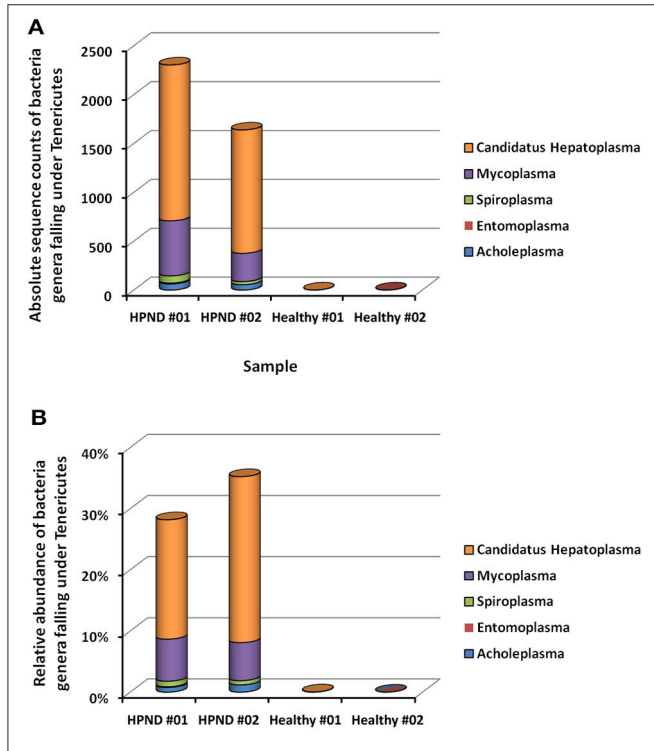 A
Absolute sequence counts of bacteria
genera falling under Tenericutes
2500
2000
1500
1000
500
0
HPND #01 HPND #02 Healthy #01 Healthy #02
Sample
Candidatus Hepatoplasma
Mycoplasma
Spiroplasma
Entomoplasma
Acholeplasma
B
Relative abundance of bacteria
genera falling under Tenericutes
40%
30%
20%
10%
0%
HPND #01 HPND #02 Healthy #01 Healthy #02
Candidatus Hepatoplasma
Mycoplasma
Spiroplasma
Entomoplasma
Acholeplasma